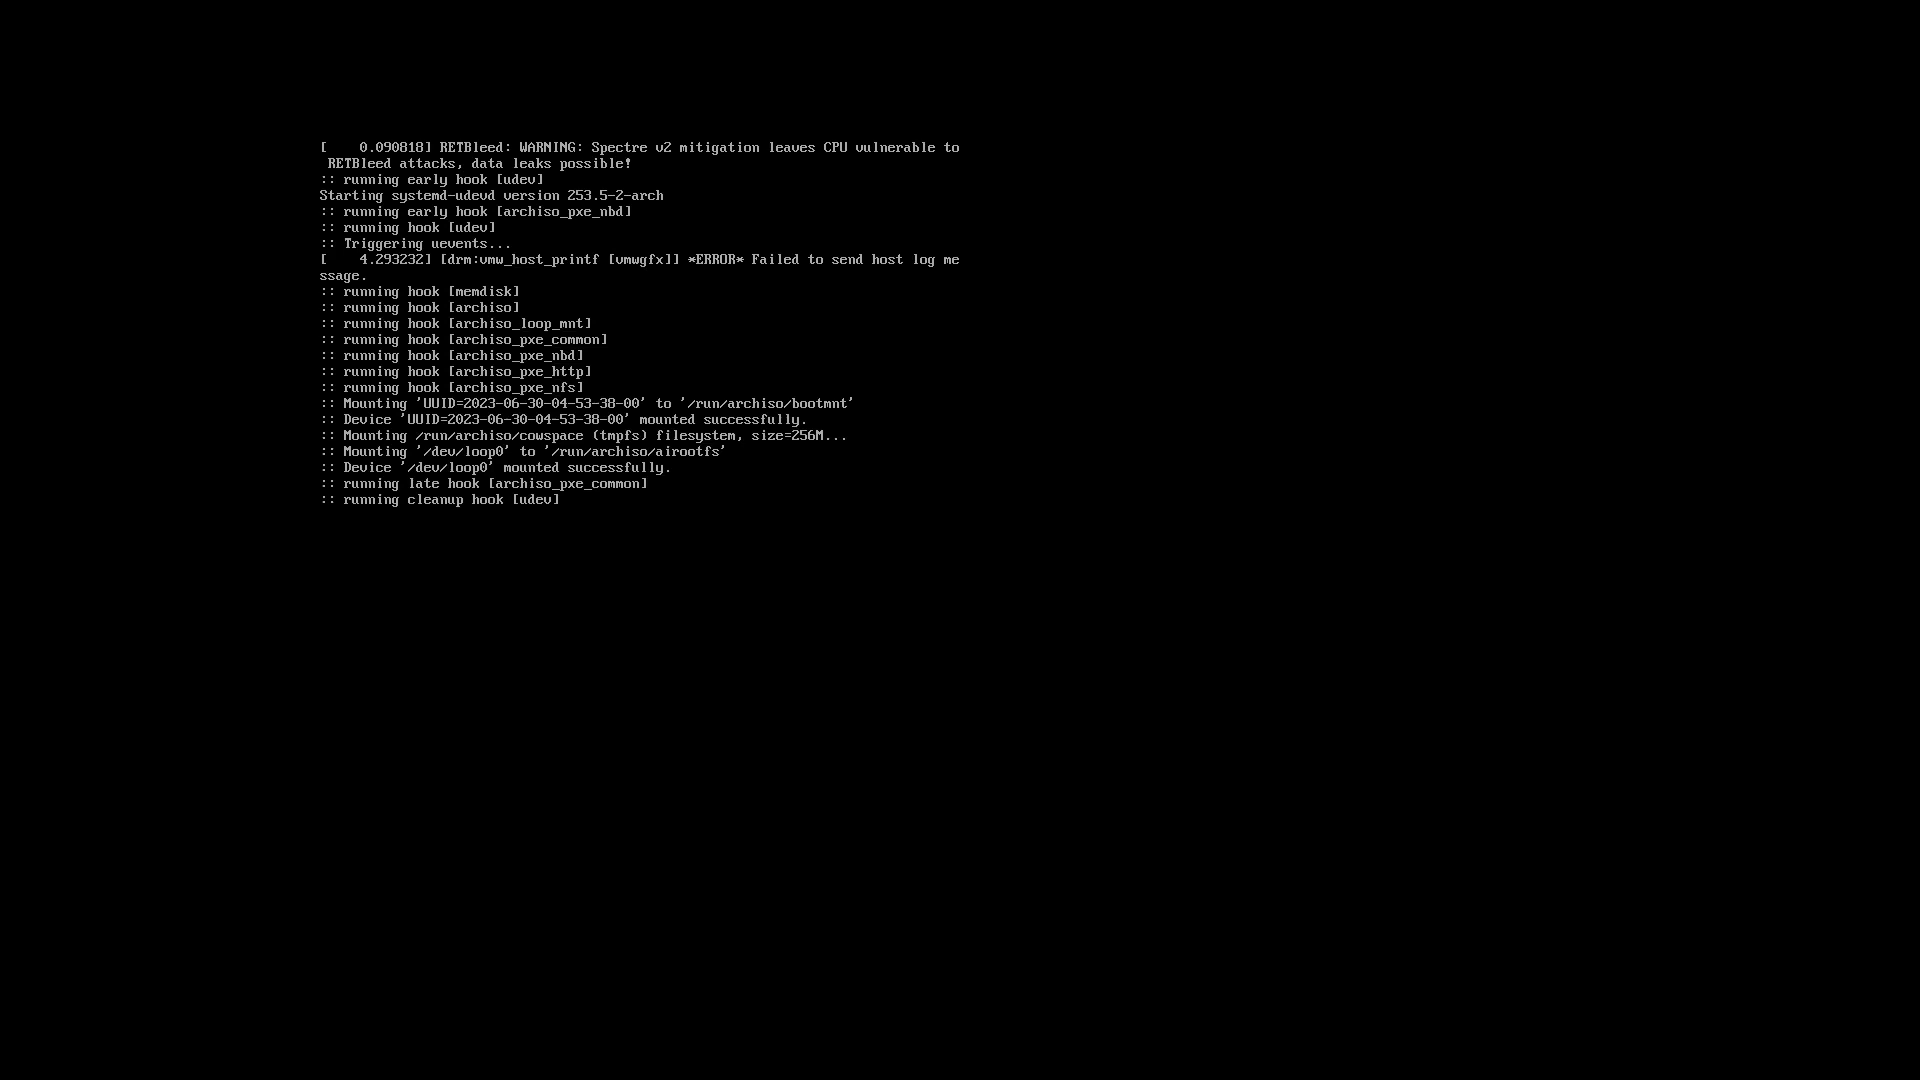 [    0.090818] RETBleed: WARNING: Spectre v2 mitigation leaves CPU vulnerable to
 RETBleed attacks, data leaks possible!
:: running early hook [udev]
Starting systemd-udevd version 253.5-2-arch
:: running early hook [archiso_pxe_nbd]
:: running hook [udev]
:: Triggering uevents...
[    4.293232] [drm:vmw_host_printf [vmwgfx]] *ERROR* Failed to send host log me
ssage.
:: running hook [memdisk]
:: running hook [archiso]
:: running hook [archiso_loop_mnt]
:: running hook [archiso_pxe_common]
:: running hook [archiso_pxe_nbd]
:: running hook [archiso_pxe_http]
:: running hook [archiso_pxe_nfs]
:: Mounting 'UUID=2023-06-30-04-53-38-00' to '/run/archiso/bootmnt'
:: Device 'UUID=2023-06-30-04-53-38-00' mounted successfully.
:: Mounting /run/archiso/cowspace (tmpfs) filesystem, size=256M...
:: Mounting '/dev/loop0' to '/run/archiso/airootfs'
:: Device '/dev/loop0' mounted successfully.
:: running late hook [archiso_pxe_common]
:: running cleanup hook [udev]